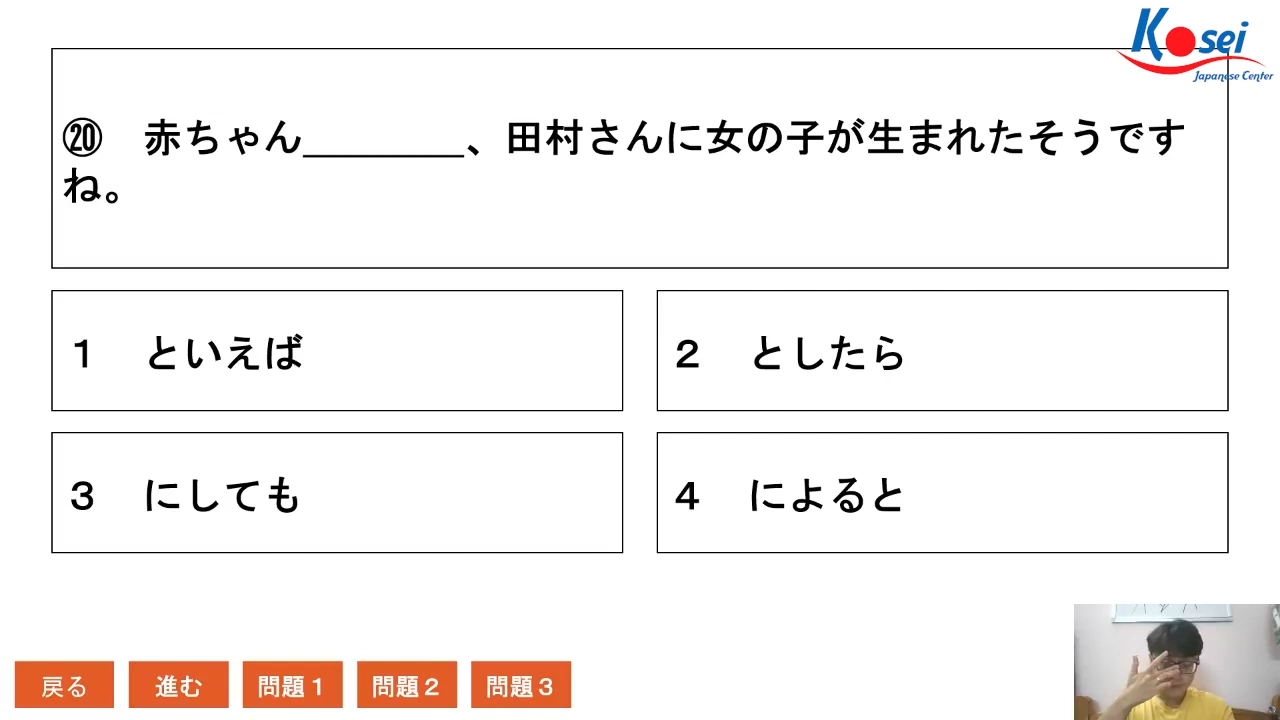 Kosei
Japanese Center
⑳ 赤ちゃん________、田村さんに女の子が生まれたそうです
ね。
1 といえば
2 としたら
3 にしても
4 によると
戻る
進む
問題1
問題2
問題3